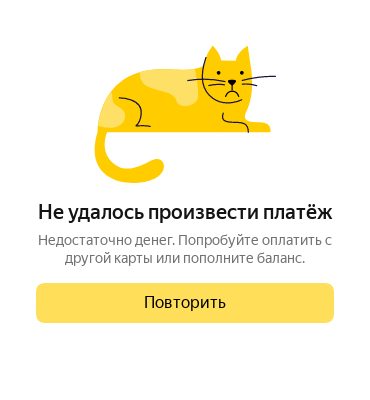 Не удалось произвести платёж
Недостаточно денег. Попробуйте оплатить с
другой карты или пополните баланс.
Повторить